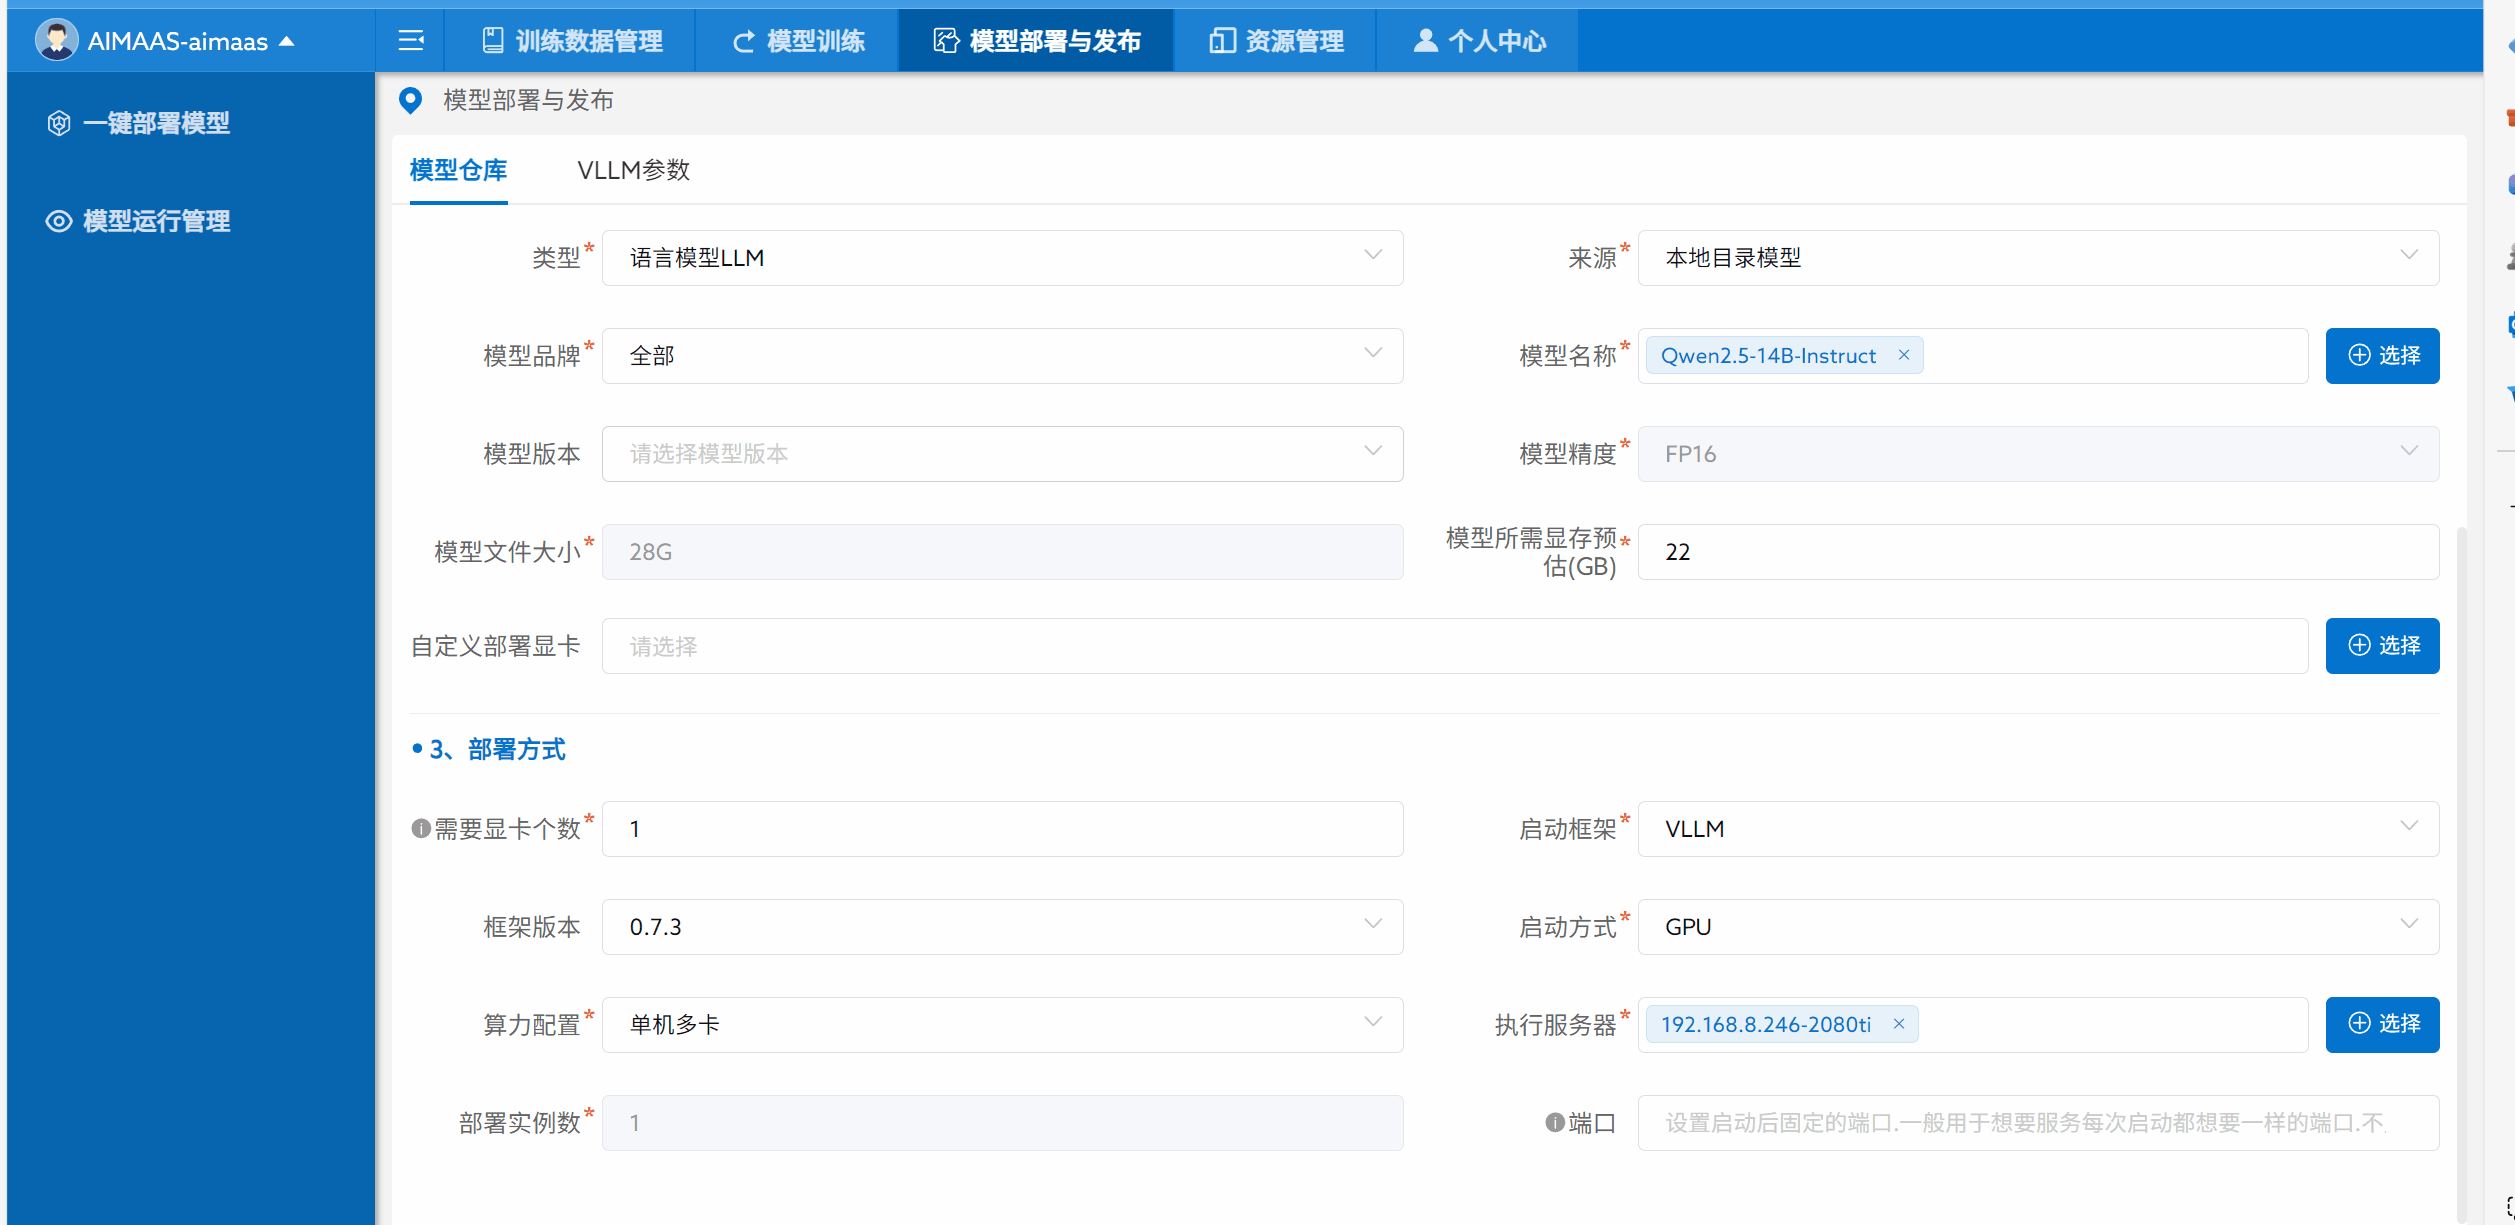 AIMAAS-aimaas
训练数据管理
模型训练
模型部署与发布
资源管理
个人中心
一键部署模型
模型运行管理
模型部署与发布
模型仓库
VLLM参数
类型* 语言模型LLM
来源* 本地目录模型
模型品牌* 全部
模型名称* Qwen2.5-14B-Instruct × 选择
模型版本 请选择模型版本
模型精度* FP16
模型文件大小* 28G
模型所需显存预
估(GB)* 22
自定义部署显卡 请选择 选择
3、部署方式
需要显卡个数* 1
启动框架* VLLM
框架版本 0.7.3
启动方式* GPU
算力配置* 单机多卡
执行服务器* 192.168.8.246-2080ti × 选择
部署实例数* 1
端口 设置启动后固定的端口.一般用于想要服务每次启动都想要一样的端口.不